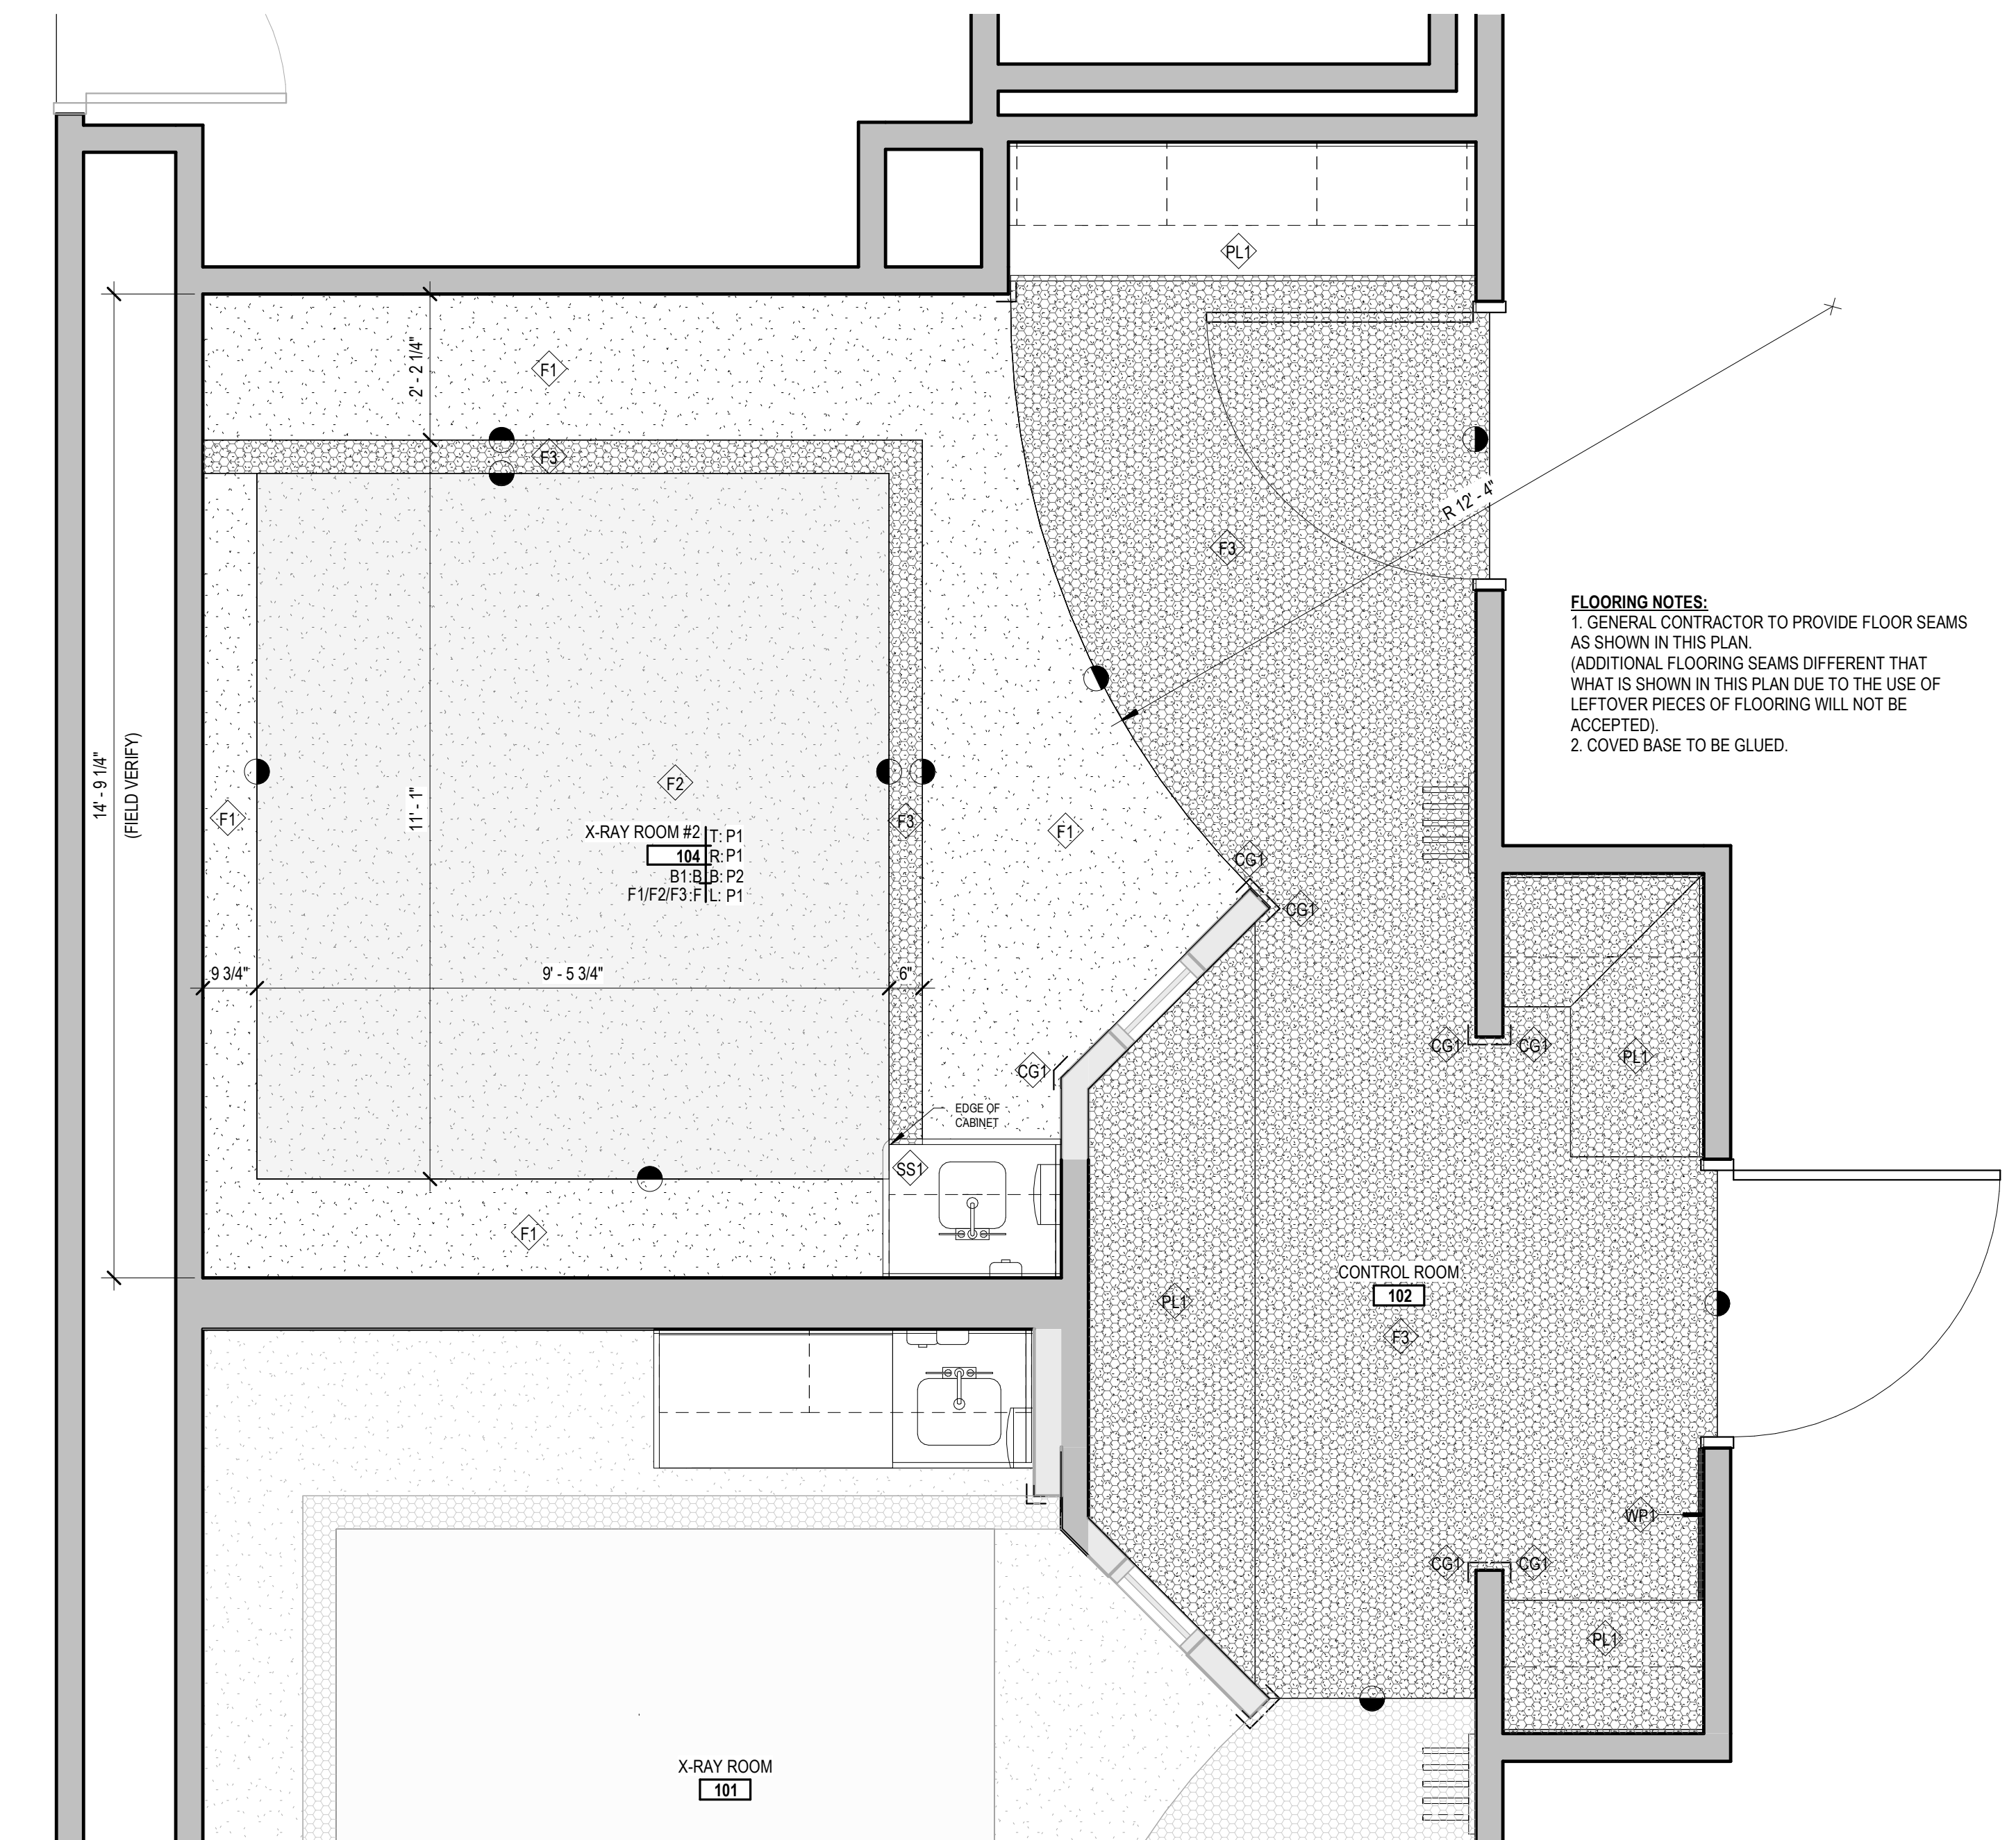 PL1
2' - 2 1/4"
F1
F3
R 12' - 4"
F3
FLOORING NOTES:
1. GENERAL CONTRACTOR TO PROVIDE FLOOR SEAMS
AS SHOWN IN THIS PLAN.
(ADDITIONAL FLOORING SEAMS DIFFERENT THAT
WHAT IS SHOWN IN THIS PLAN DUE TO THE USE OF
LEFTOVER PIECES OF FLOORING WILL NOT BE
ACCEPTED).
2. COVED BASE TO BE GLUED.
14' - 9 1/4"
(FIELD VERIFY)
F1
11' - 1"
F2
F3
F1
X-RAY ROOM #2
104
B1:B
F1/F2/F3:F
T: P1
R: P1
B: P2
L: P1
CG1
CG1
9 3/4"
9' - 5 3/4"
6"
CG1
CG1
CG1
PL1
EDGE OF
CABINET
SS1
F1
CONTROL ROOM
102
PL1
F3
WP1
CG1
CG1
PL1
X-RAY ROOM
101